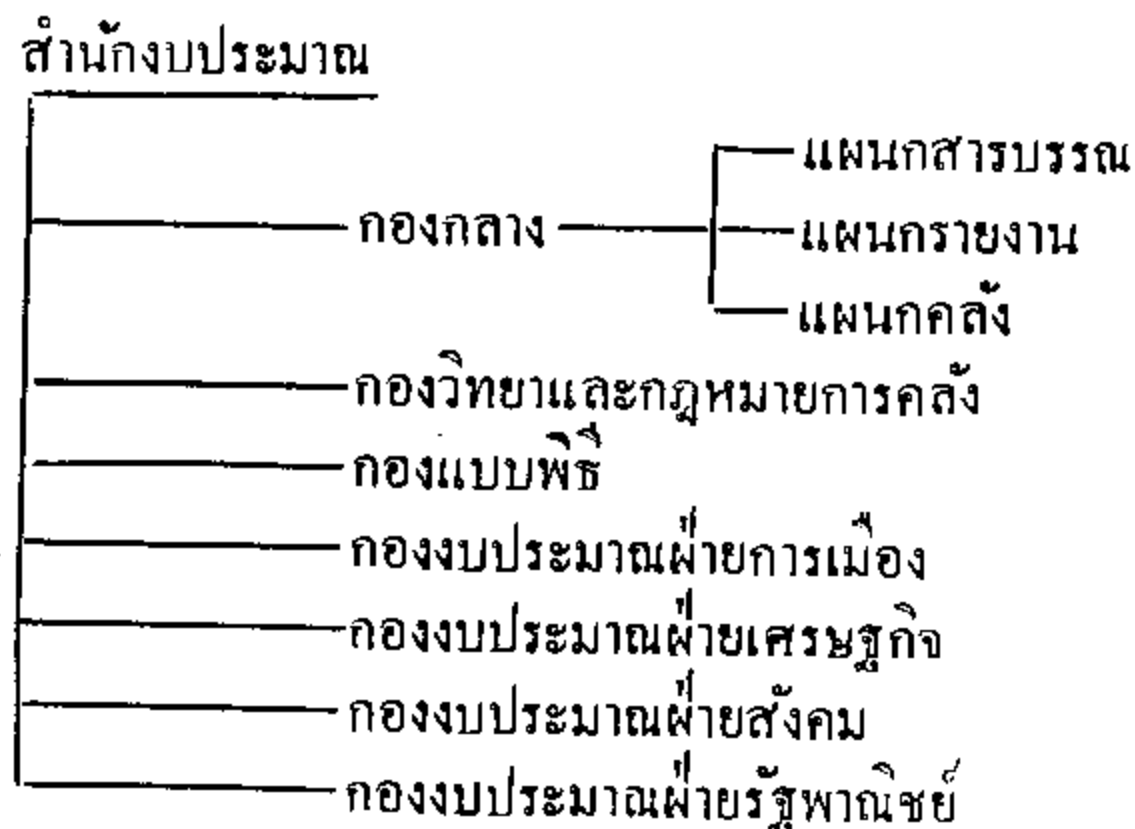 สำนักงบประมาณ
แผนกสารบรรณ
กองกลาง
แผนกรายงาน
แผนกคลัง
กองวิทยาและกฎหมายการคลัง
กองแบบพิธี
กองงบประมาณฝ่ายการเมือง
กองงบประมาณฝ่ายเศรษฐกิจ
กองงบประมาณฝ่ายสังคม
กองงบประมาณฝ่ายรัฐพาณิชย์